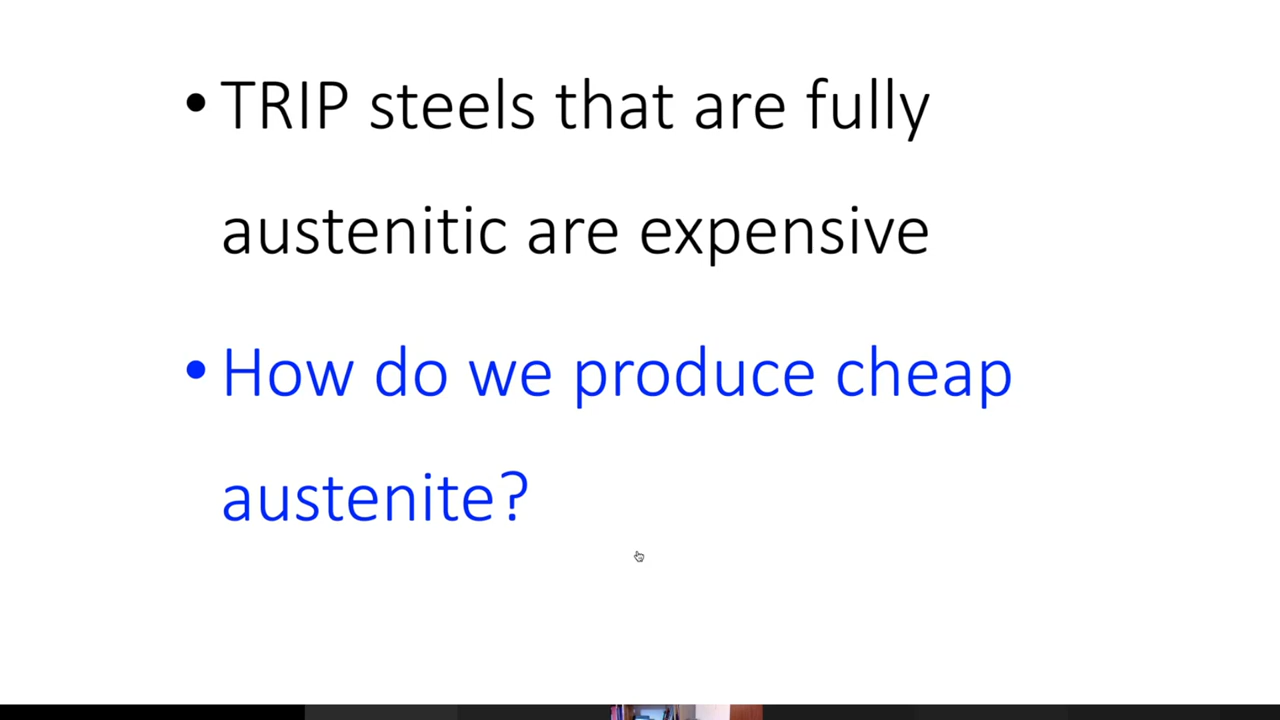 • TRIP steels that are fully
austenitic are expensive
• How do we produce cheap
austenite?